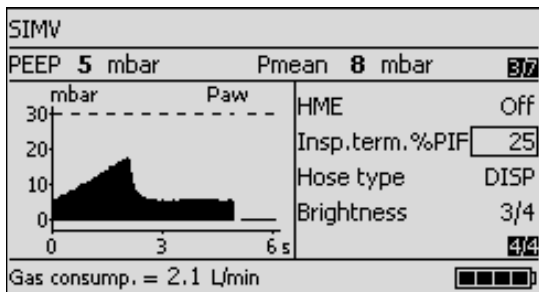 SIMV
PEEP 5 mbar Pmean 8 mbar 3/7
mbar Paw
30
20
10
0
0 3 6 s
HME Off
Insp.term.%PIF 25
Hose type DISP
Brightness 3/4
4/4
Gas consump. = 2.1 L/min